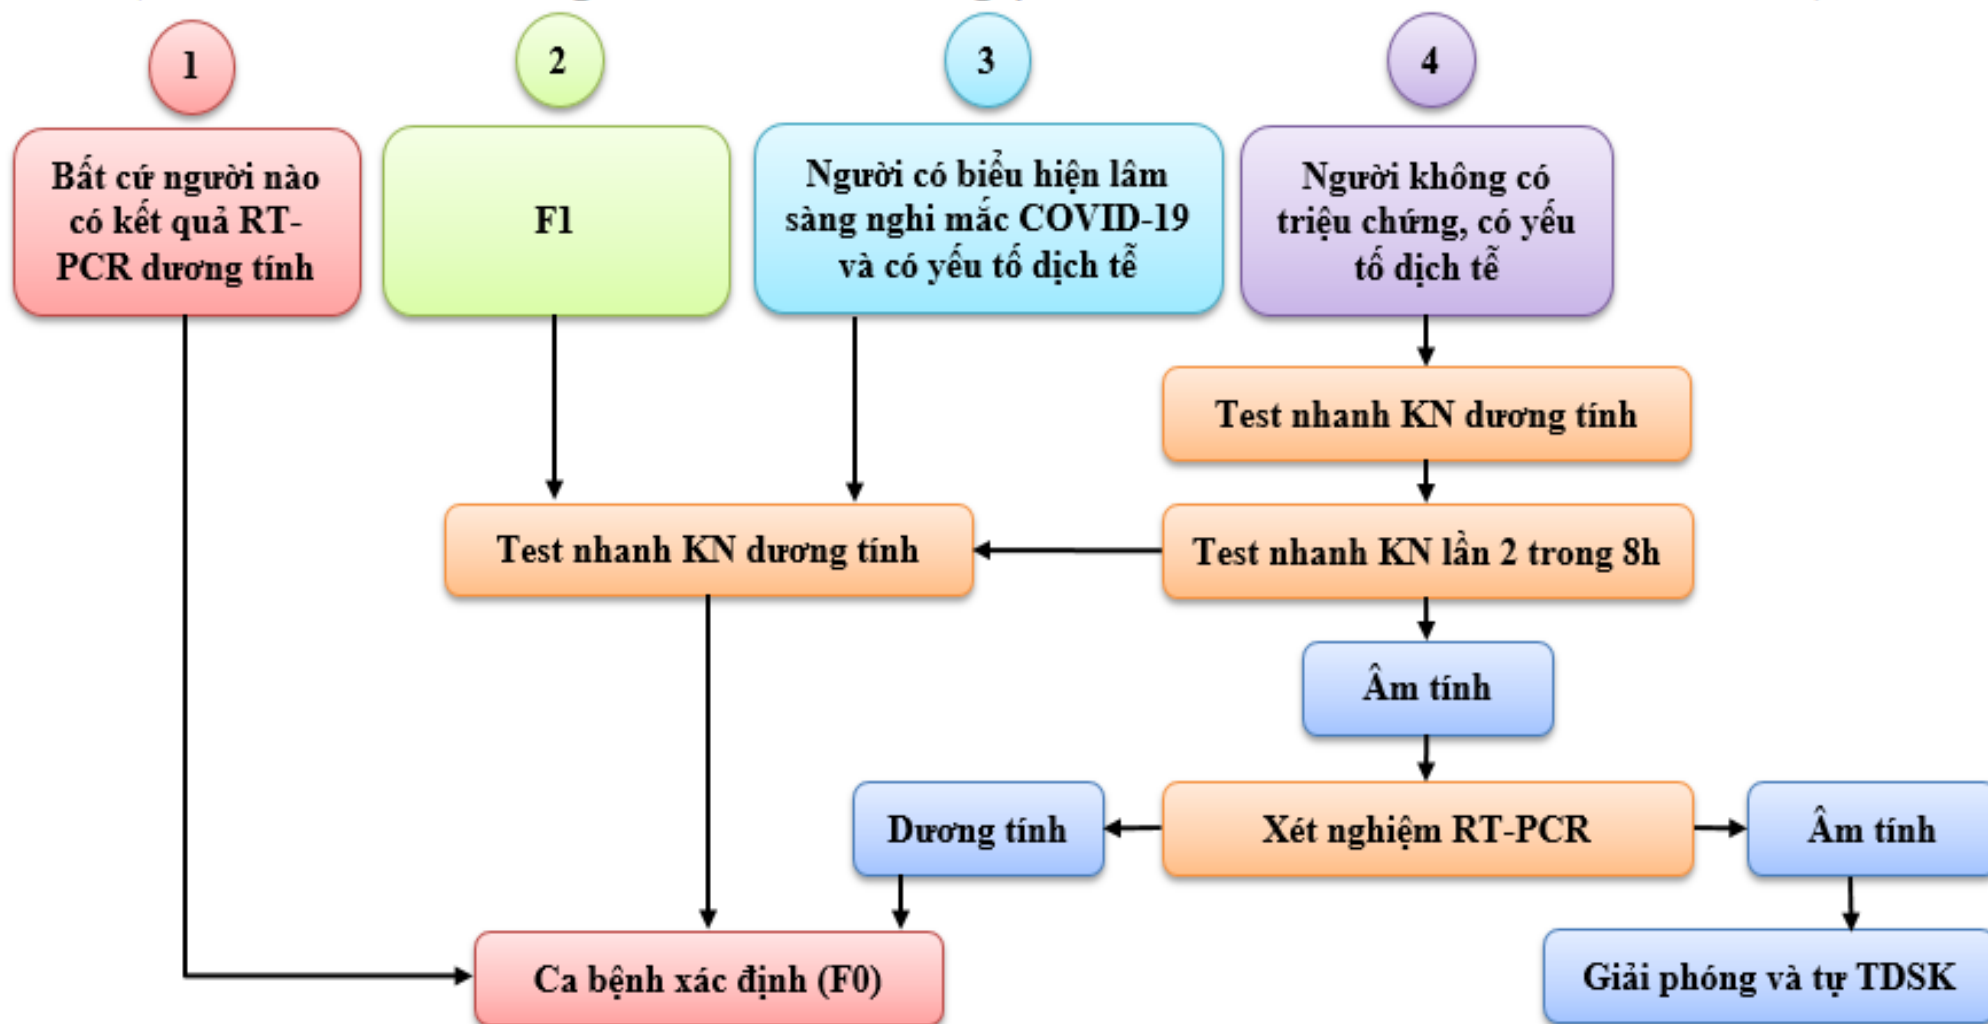 1
2
3
4
Bất cứ người nào
có kết quả RT-
PCR dương tính
F1
Người có biểu hiện lâm
sàng nghi mắc COVID-19
và có yếu tố dịch tễ
Người không có
triệu chứng, có yếu
tố dịch tễ
Test nhanh KN dương tính
Test nhanh KN dương tính
Test nhanh KN lần 2 trong 8h
Âm tính
Dương tính
Xét nghiệm RT-PCR
Âm tính
Ca bệnh xác định (F0)
Giải phóng và tự TDSK